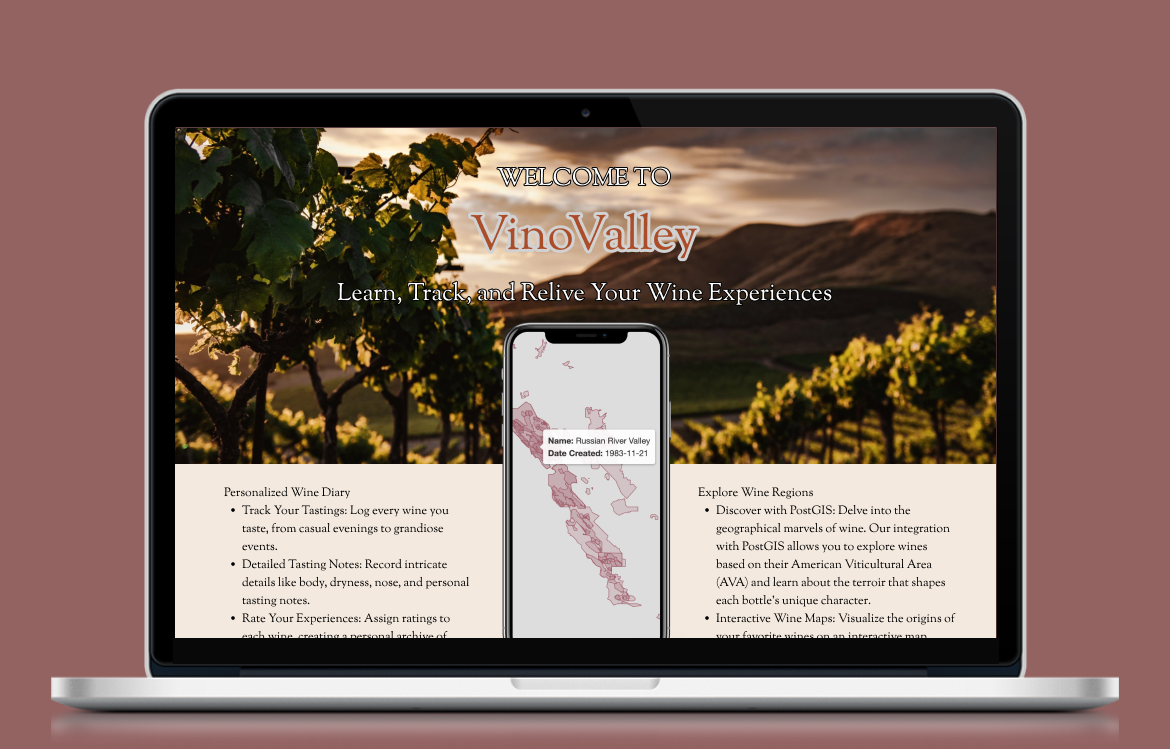 WELCOME TO
VinoValley
Learn, Track, and Relive Your Wine Experiences
Name: Russian River Valley
Date Created: 1983-11-21
Personalized Wine Diary
• Track Your Tastings: Log every wine you
taste, from casual evenings to grandiose
events.
• Detailed Tasting Notes: Record intricate
details like body, dryness, nose, and personal
tasting notes.
• Rate Your Experiences: Assign ratings to
each wine, creating a personal archive of
Explore Wine Regions
• Discover with PostGIS: Delve into the
geographical marvels of wine. Our integration
with PostGIS allows you to explore wines
based on their American Viticultural Area
(AVA) and learn about the terroir that shapes
each bottle's unique character.
• Interactive Wine Maps: Visualize the origins of
your favorite wines on an interactive map